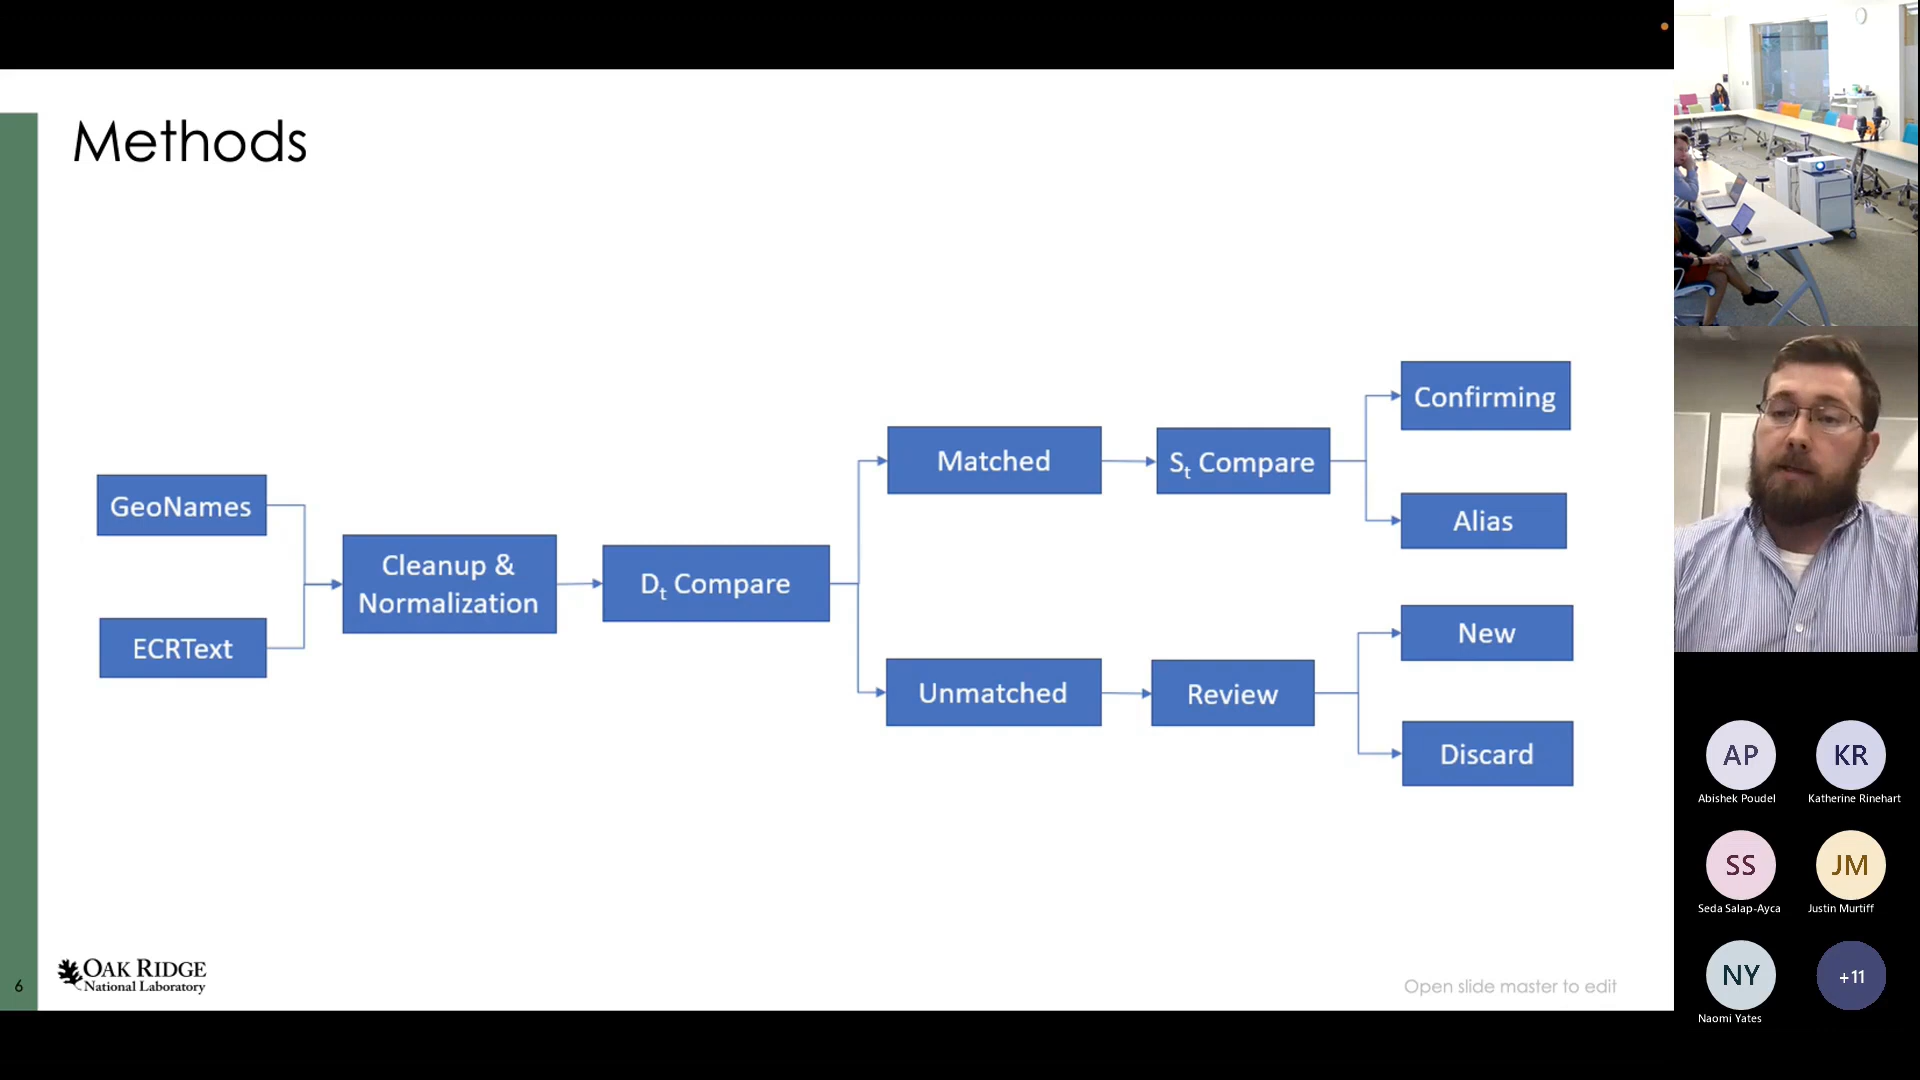 Methods
GeoNames
ECRText
Cleanup &
Normalization
Dt Compare
Matched
Unmatched
St Compare
Review
Confirming
Alias
New
Discard
6
OAK RIDGE
National Laboratory
Open slide master to edit
AP
Abishek Poudel
KR
Katherine Rinehart
SS
Seda Salap-Ayca
JM
Justin Murtiff
NY
Naomi Yates
+11